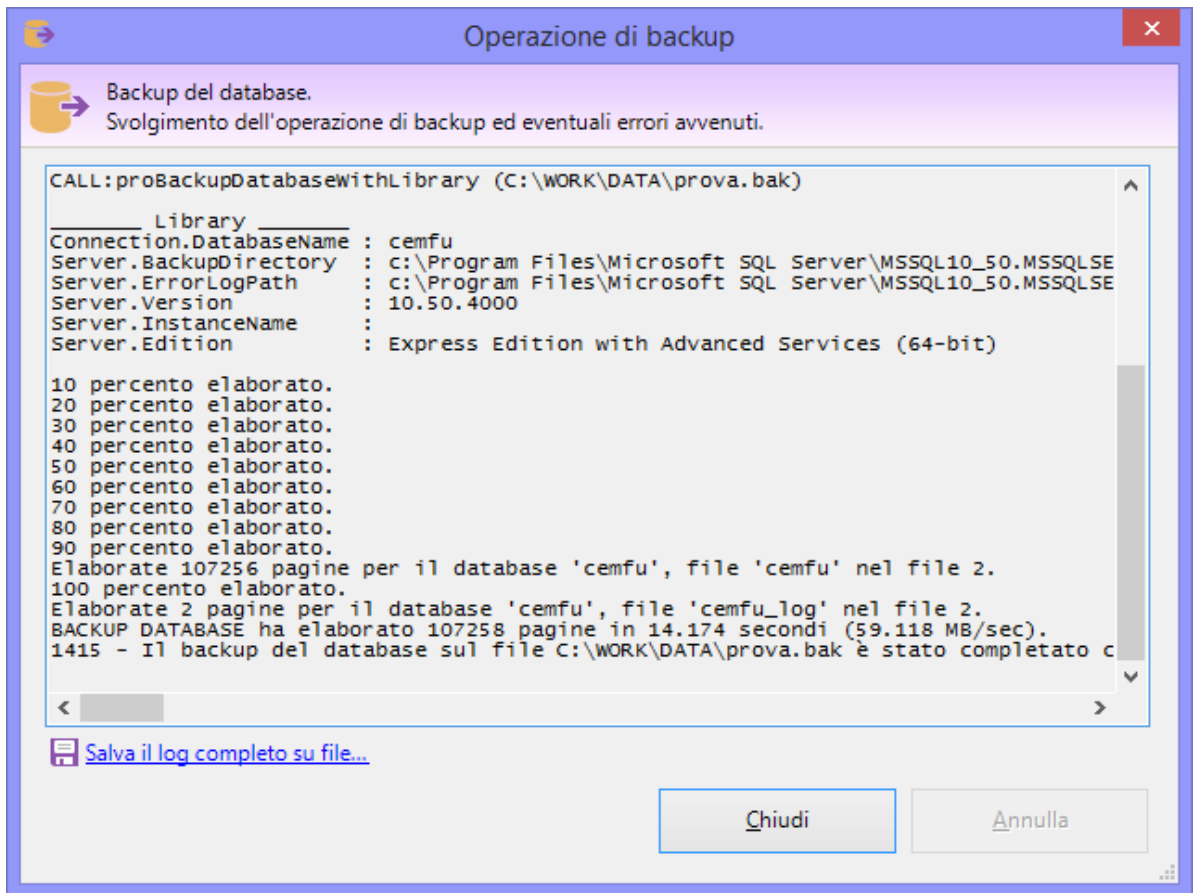 Operazione di backup
Backup del database.
Svolgimento dell'operazione di backup ed eventuali errori avvenuti.
CALL:proBackupDatabaseWithLibrary (C:\WORK\DATA\prova.bak)
_______ Library _______
Connection.DatabaseName : cemfu
Server.BackupDirectory : c:\Program Files\Microsoft SQL Server\MSSQL10_50.MSSQLSE
Server.ErrorLogPath : c:\Program Files\Microsoft SQL Server\MSSQL10_50.MSSQLSE
Server.Version : 10.50.4000
Server.InstanceName :
Server.Edition : Express Edition with Advanced Services (64-bit)
10 percento elaborato.
20 percento elaborato.
30 percento elaborato.
40 percento elaborato.
50 percento elaborato.
60 percento elaborato.
70 percento elaborato.
80 percento elaborato.
90 percento elaborato.
Elaborate 107256 pagine per il database 'cemfu', file 'cemfu' nel file 2.
100 percento elaborato.
Elaborate 2 pagine per il database 'cemfu', file 'cemfu_log' nel file 2.
BACKUP DATABASE ha elaborato 107258 pagine in 14.174 secondi (59.118 MB/sec).
1415 - Il backup del database sul file C:\WORK\DATA\prova.bak è stato completato c
Salva il log completo su file...
Chiudi
Annulla